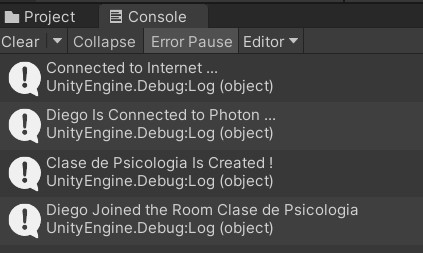 Project
Console
Clear
Collapse
Error Pause
Editor
Connected to Internet ...
UnityEngine.Debug:Log (object)
Diego Is Connected to Photon ...
UnityEngine.Debug:Log (object)
Clase de Psicologia Is Created !
UnityEngine.Debug:Log (object)
Diego Joined the Room Clase de Psicologia
UnityEngine.Debug:Log (object)